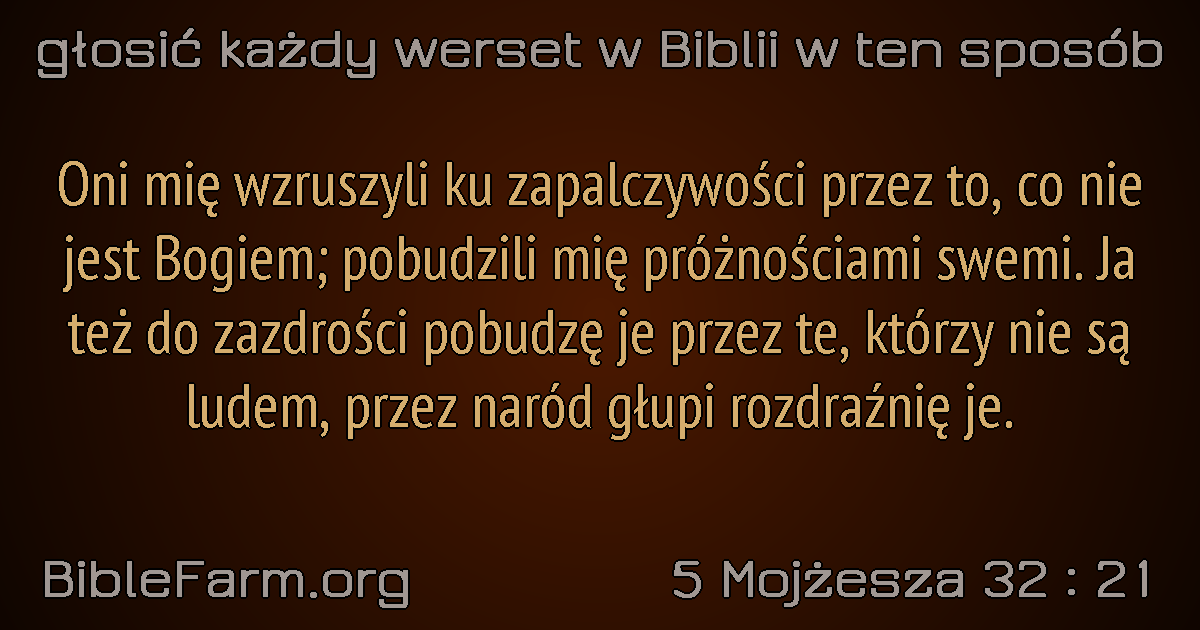 głosić każdy werset w Biblii w ten sposób
Oni mię wzruszyli ku zapalczywości przez to, co nie
jest Bogiem; pobudzili mię próżnościami swemi. Ja
też do zazdrości pobudzę je przez te, którzy nie są
ludem, przez naród głupi rozdraźnię je.
BibleFarm.org
5 Mojżesza 32 : 21